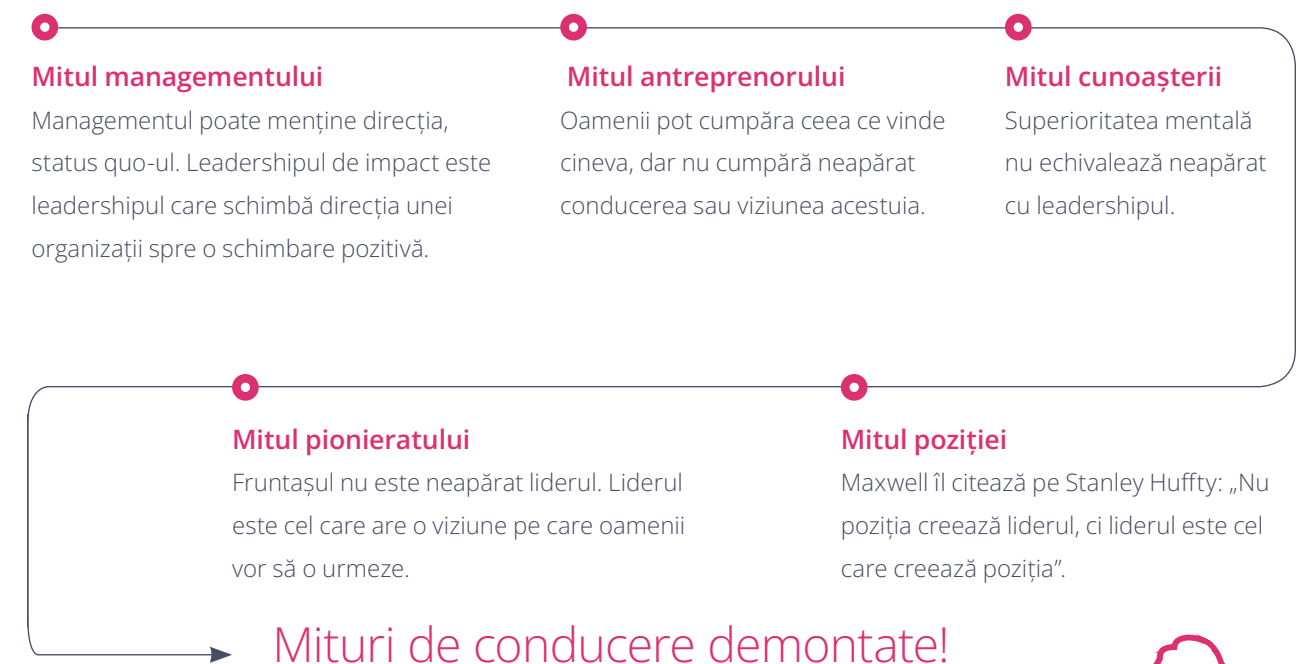 Mitul managementului
Managementul poate menține direcția,
status quo-ul. Leadershipul de impact este
leadershipul care schimbă direcția unei
organizații spre o schimbare pozitivă.
Mitul antreprenorului
Oamenii pot cumpăra ceea ce vinde
cineva, dar nu cumpără neapărat
conducerea sau viziunea acestuia.
Mitul cunoașterii
Superioritatea mentală
nu echivalează neapărat
cu leadershipul.
Mitul pionieratului
Fruntașul nu este neapărat liderul. Liderul
este cel care are o viziune pe care oamenii
vor să o urmeze.
Mitul poziției
Maxwell îl citează pe Stanley Huffty: „Nu
poziția creează liderul, ci liderul este cel
care creează poziția”.
Mituri de conducere demontate!